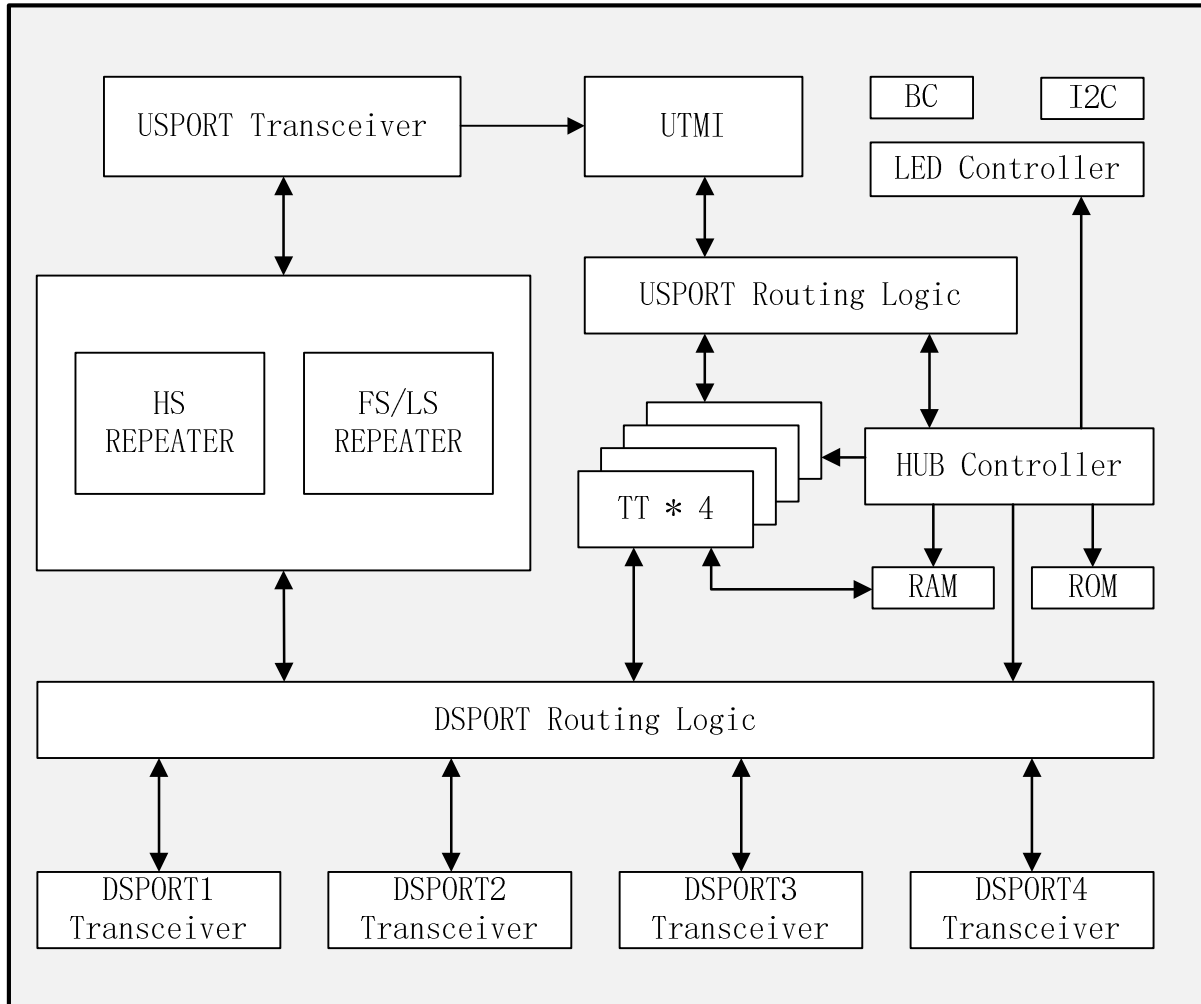 USPORT Transceiver
UTMI
BC
I2C
LED Controller
USPORT Routing Logic
HS
REPEATER
FS/LS
REPEATER
HUB Controller
TT * 4
RAM
ROM
DSPORT Routing Logic
DSPORT1
Transceiver
DSPORT2
Transceiver
DSPORT3
Transceiver
DSPORT4
Transceiver